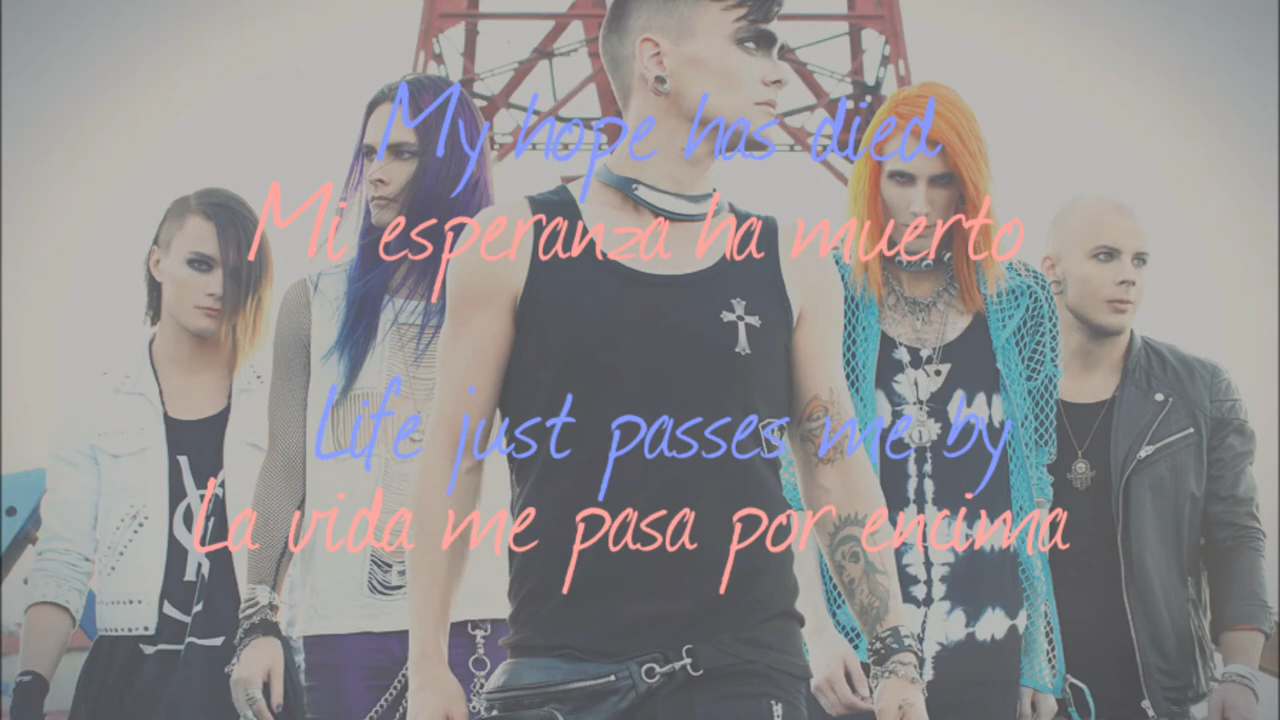 My hope has died
Mi esperanza ha muerto
Life just passes me by
La vida me pasa por encima